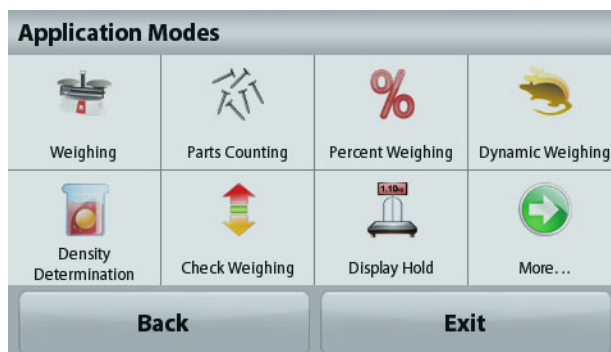 Application Modes
Weighing
Parts Counting
Percent Weighing
Dynamic Weighing
%
1.10kg
Density
Determination
Check Weighing
Display Hold
More...
Back
Exit